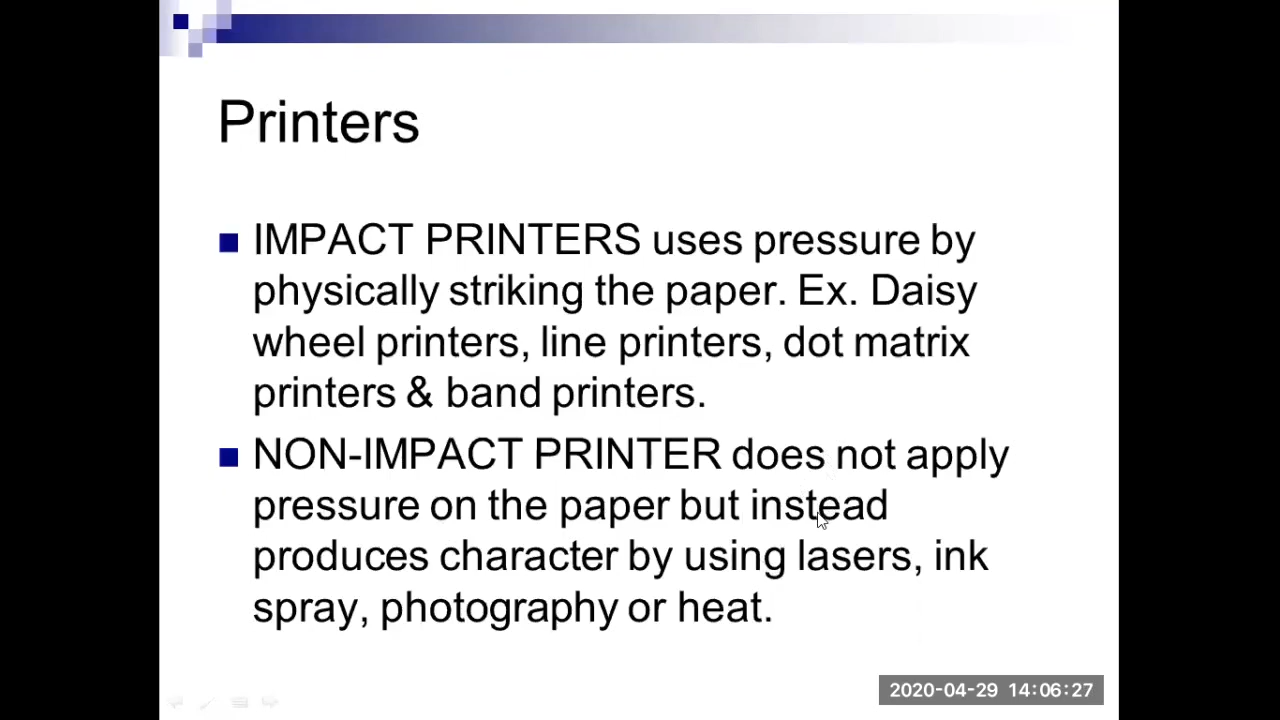 Printers
IMPACT PRINTERS uses pressure by
physically striking the paper. Ex. Daisy
wheel printers, line printers, dot matrix
printers & band printers.
NON-IMPACT PRINTER does not apply
pressure on the paper but instead
produces character by using lasers, ink
spray, photography or heat.
2020-04-29 14:06:27